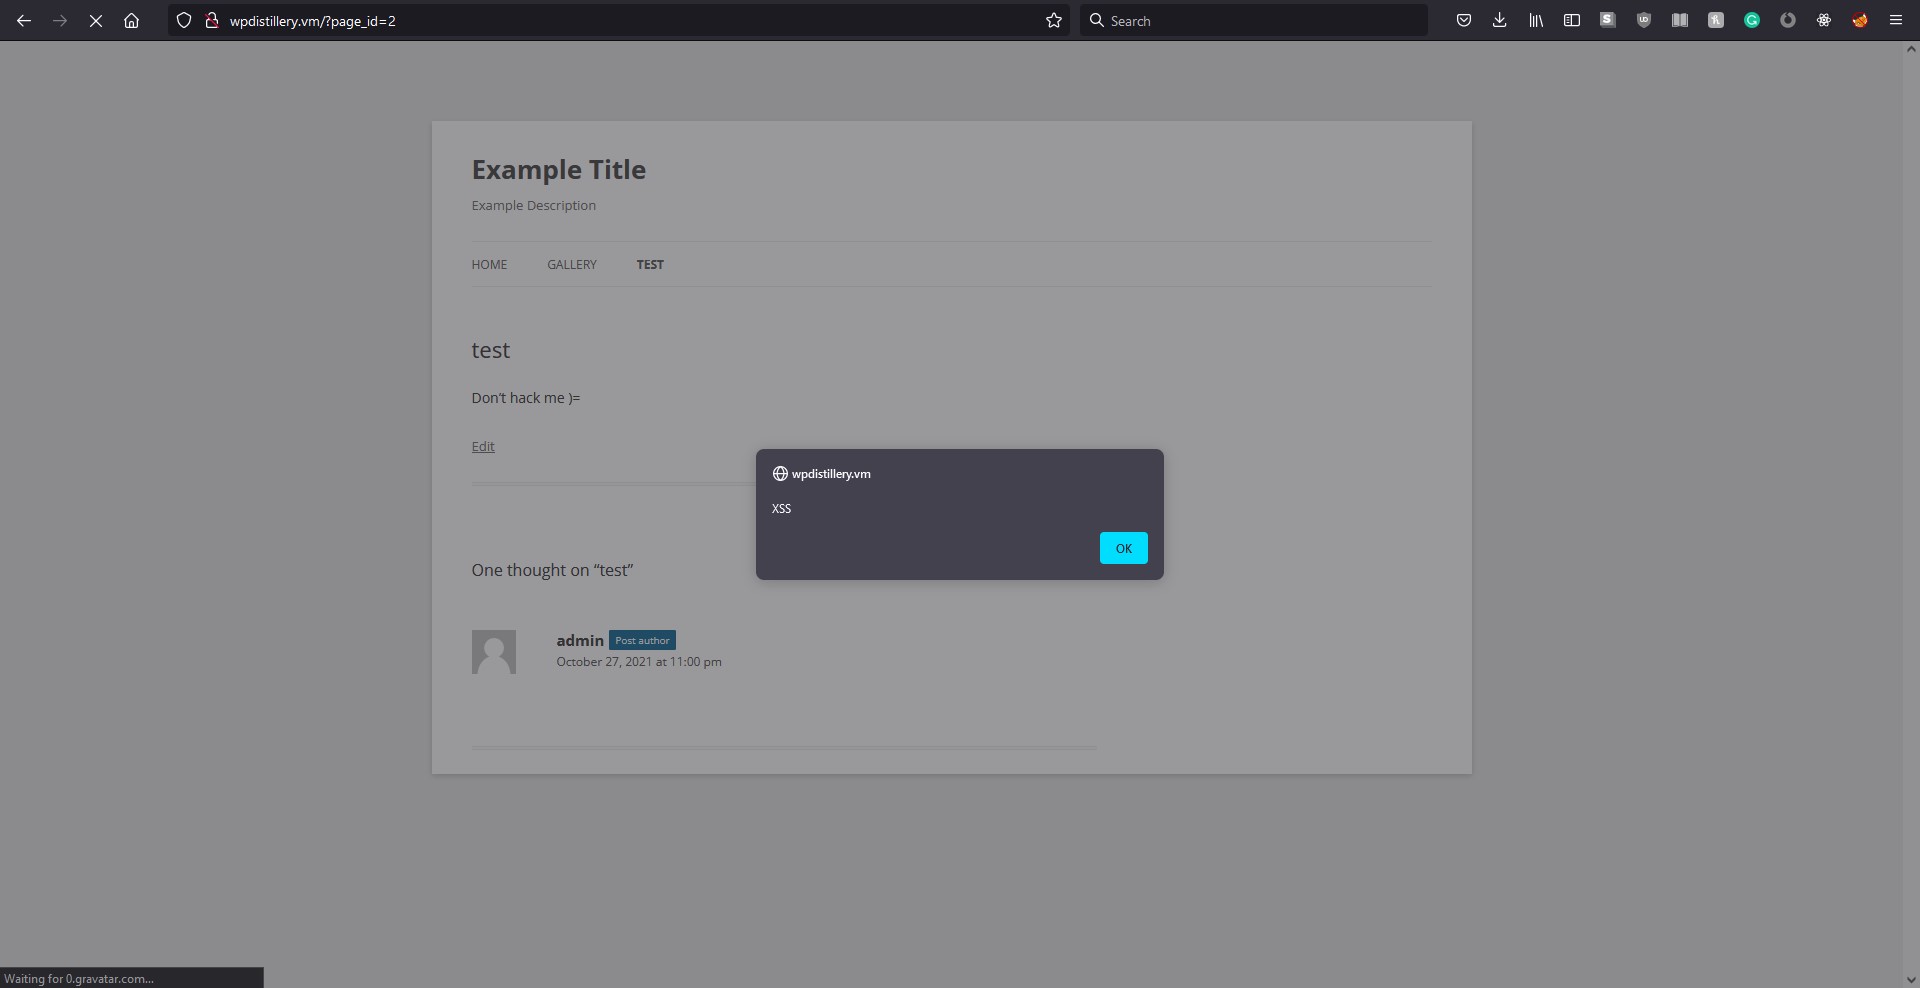 wpdistillery.vm/?page_id=2
Search
Example Title
Example Description
HOME GALLERY TEST
test
Don't hack me )=
Edit
wpdistillery.vm
XSS
OK
One thought on “test”
admin Post author
October 27, 2021 at 11:00 pm
Waiting for 0.gravatar.com...